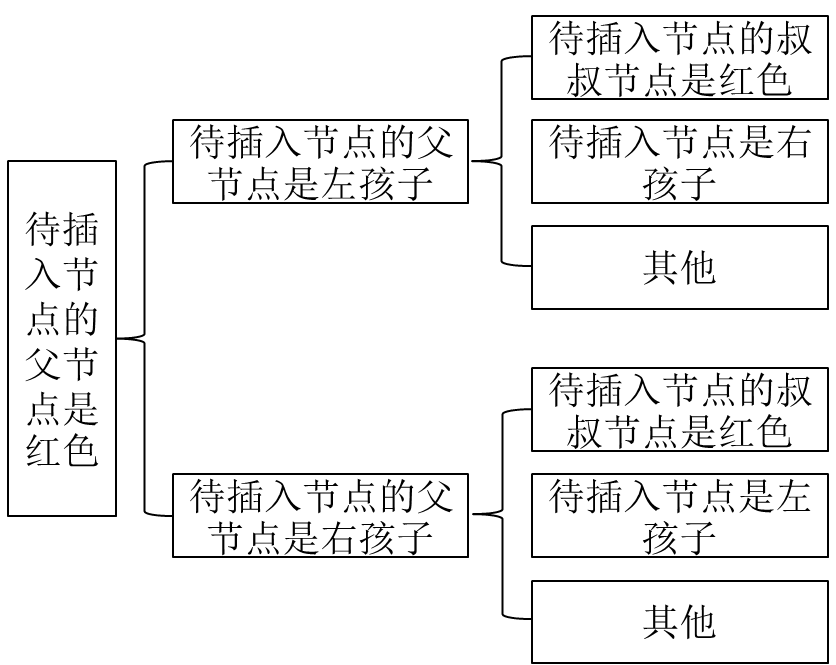 待插
入节
点的
父节
点是
红色
待插入节点的父
节点是左孩子
待插入节点的叔
叔节点是红色
待插入节点是右
孩子
其他
待插入节点的父
节点是右孩子
待插入节点的叔
叔节点是红色
待插入节点是左
孩子
其他